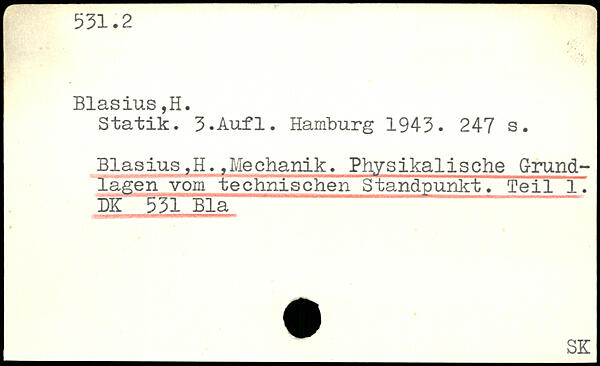 531.2
Blasius,H.
Statik. 3.Aufl. Hamburg 1943. 247 s.
Blasius,H.,Mechanik. Physikalische Grund-
lagen vom technischen Standpunkt. Teil 1.
DK 531 Bla
SK